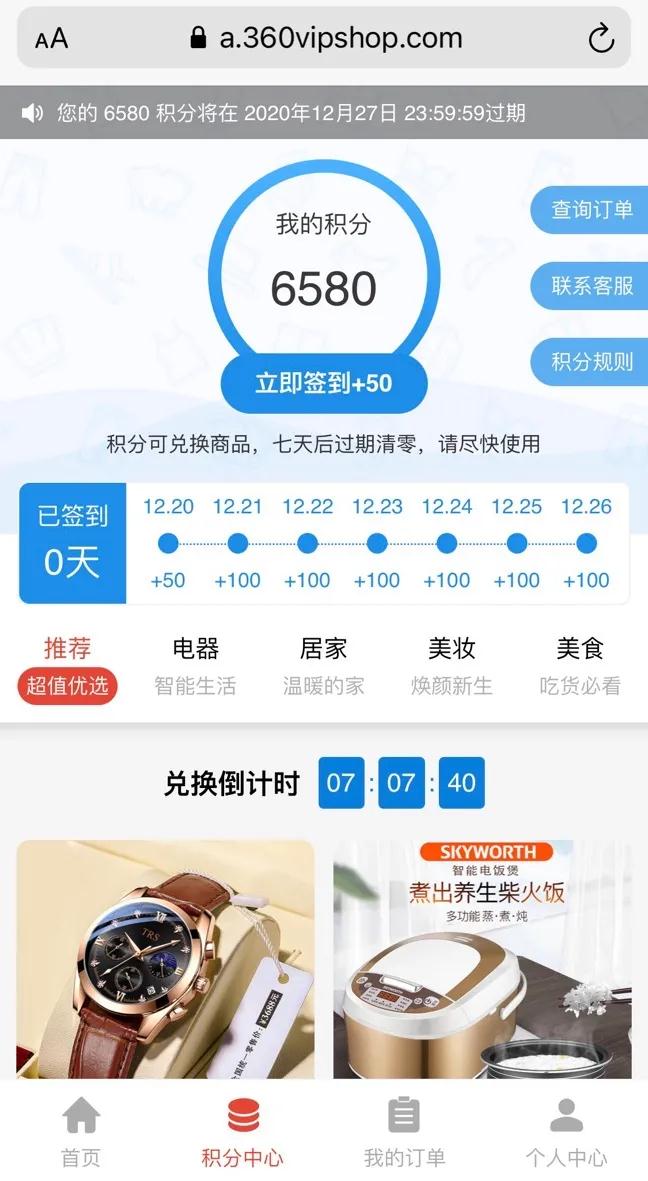 AA a.360vipshop.com
您的 6580 积分将在 2020年12月27日 23:59:59过期
我的积分
6580
立即签到+50
查询订单
联系客服
积分规则
积分可兑换商品，七天后过期清零，请尽快使用
已签到
0天
12.20 12.21 12.22 12.23 12.24 12.25 12.26
+50 +100 +100 +100 +100 +100 +100
推荐 电器 居家 美妆 美食
超值优选 智能生活 温暖的家 焕颜新生 吃货必看
兑换倒计时 07 : 07 : 40
TRS
全国统一零售价：¥3688元
SKYWORTH
智能电饭煲
煮出养生柴火饭
多功能蒸·煮·炖
首页 积分中心 我的订单 个人中心